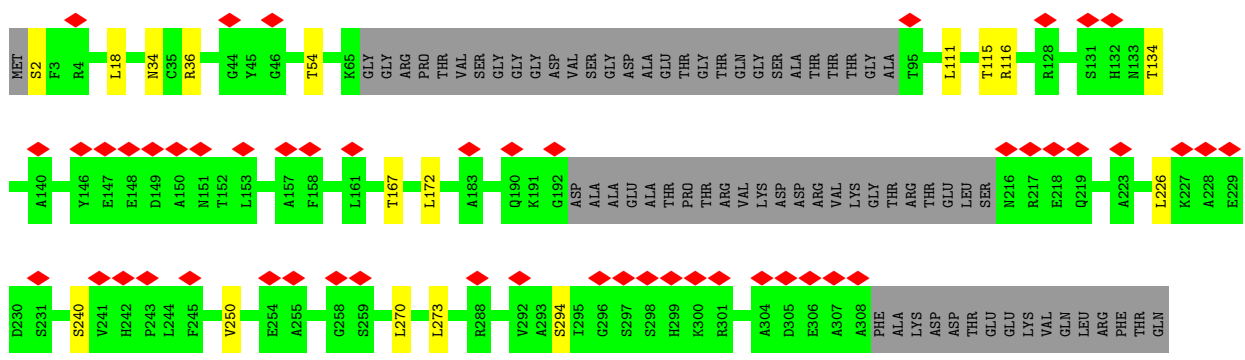 MET S2 F3 R4 L18 N34 C35 R36 G44 Y45 G46 T54 K65 GLY GLY ARG PRO THR VAL SER GLY GLY GLY ASP VAL SER GLY ASP ALA GLU THR GLY THR GLN GLY SER ALA THR THR THR GLY ALA T95 L111 T115 R116 R128 S131 H132 N133 T134
A140 Y146 E147 E148 D149 A150 N151 T152 L153 A157 F158 L161 T167 L172 A183 Q190 K191 G192 ASP ALA ALA GLU ALA THR PRO THR ARG VAL LYS ASP ASP ARG VAL LYS GLY THR ARG THR GLU LEU SER N216 R217 E218 Q219 A223 L226 K227 A228 E229
D230 S231 S240 V241 H242 P243 L244 F245 V250 E254 A255 G258 S259 L270 L273 R288 V292 A293 S294 I295 G296 S297 S298 H299 K300 R301 A304 D305 E306 A307 A308 PHE ALA LYS ASP ASP THR GLU GLU LYS VAL GLN LEU ARG PHE THR GLN